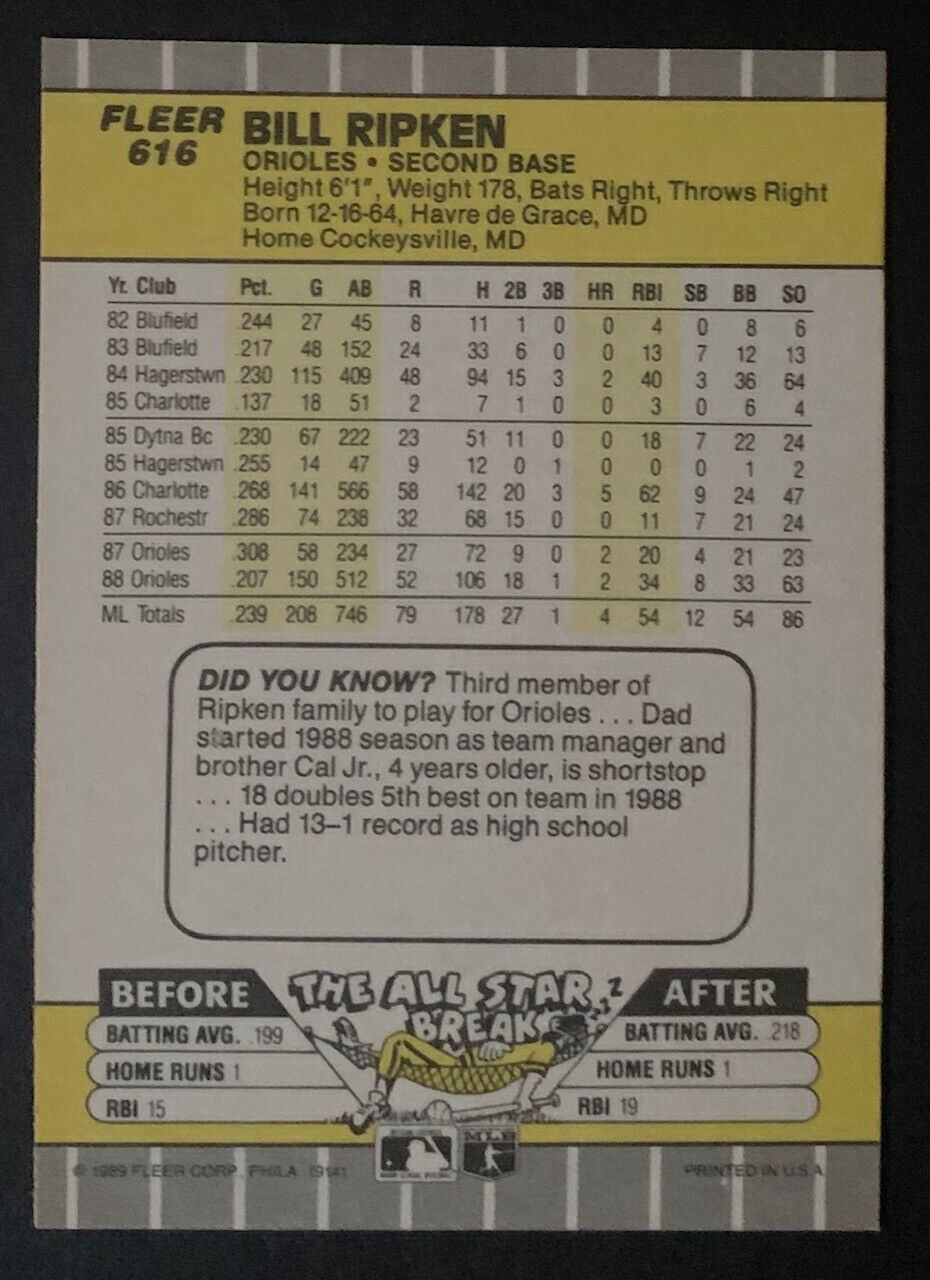 FLEER
616
BILL RIPKEN
ORIOLES • SECOND BASE
Height 6'1", Weight 178, Bats Right, Throws Right
Born 12-16-64, Havre de Grace, MD
Home Cockeysville, MD
Yr. Club Pct. G AB R H 2B 3B HR RBI SB BB SO
82 Blufield .244 27 45 8 11 1 0 0 4 0 8 6
83 Blufield .217 48 152 24 33 6 0 0 13 7 12 13
84 Hagerstwn .230 115 409 48 94 15 3 2 40 3 36 64
85 Charlotte .137 18 51 2 7 1 0 0 3 0 6 4
85 Dytna Bc .230 67 222 23 51 11 0 0 18 7 22 24
85 Hagerstwn .255 14 47 9 12 0 1 0 0 0 1 2
86 Charlotte .268 141 566 58 142 20 3 5 62 9 24 47
87 Rochestr .286 74 238 32 68 15 0 0 11 7 21 24
87 Orioles .308 58 234 27 72 9 0 2 20 4 21 23
88 Orioles .207 150 512 52 106 18 1 2 34 8 33 63
ML Totals .239 208 746 79 178 27 1 4 54 12 54 86
DID YOU KNOW? Third member of
Ripken family to play for Orioles . . . Dad
started 1988 season as team manager and
brother Cal Jr., 4 years older, is shortstop
. . . 18 doubles 5th best on team in 1988
. . . Had 13–1 record as high school
pitcher.
BEFORE
THE ALL STAR
BREAK
zzzz
AFTER
BATTING AVG. .199
HOME RUNS 1
RBI 15
BATTING AVG. .218
HOME RUNS 1
RBI 19
MLB
© 1989 FLEER CORP., PHILA. 19141
PRINTED IN U.S.A.